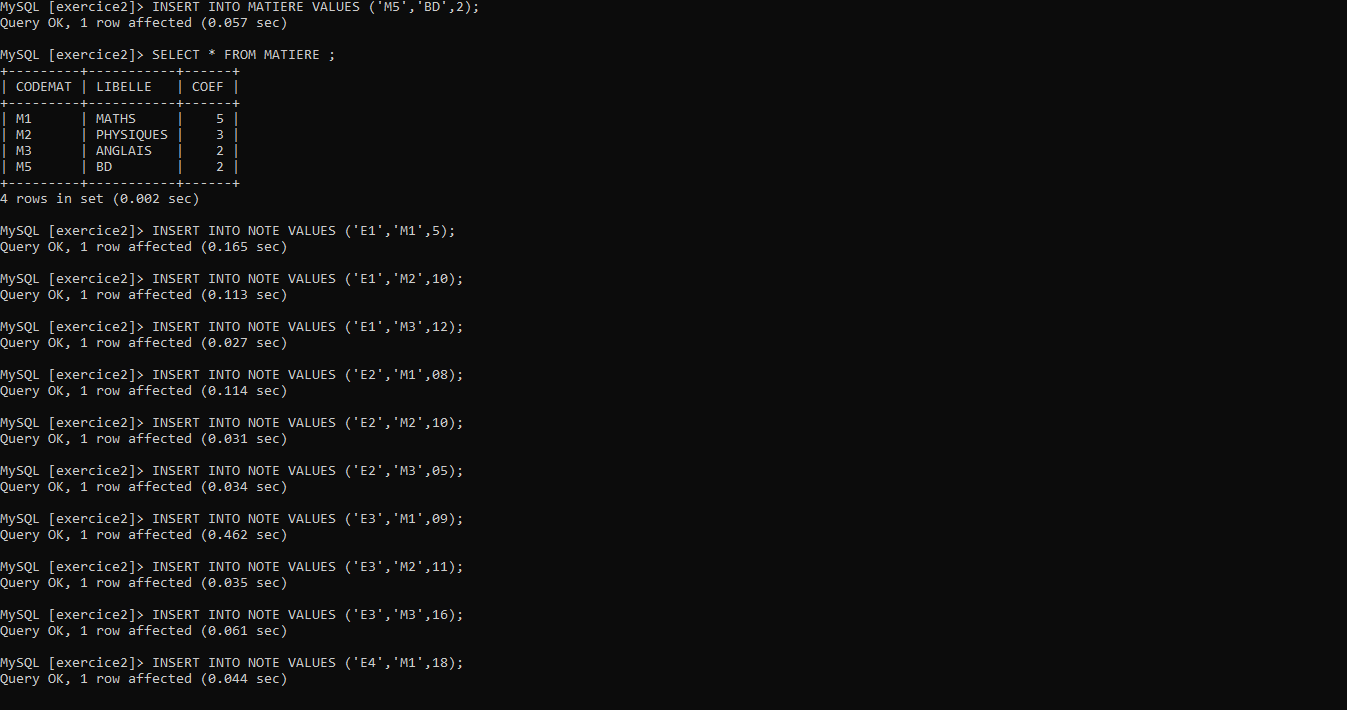 MySQL [exercice2]> INSERT INTO MATIERE VALUES ('M5','BD',2);
Query OK, 1 row affected (0.057 sec)
MySQL [exercice2]> SELECT * FROM MATIERE ;
+---------+-----------+------+
| CODEMAT | LIBELLE   | COEF |
+---------+-----------+------+
| M1      | MATHS     |    5 |
| M2      | PHYSIQUES |    3 |
| M3      | ANGLAIS   |    2 |
| M5      | BD        |    2 |
+---------+-----------+------+
4 rows in set (0.002 sec)
MySQL [exercice2]> INSERT INTO NOTE VALUES ('E1','M1',5);
Query OK, 1 row affected (0.165 sec)
MySQL [exercice2]> INSERT INTO NOTE VALUES ('E1','M2',10);
Query OK, 1 row affected (0.113 sec)
MySQL [exercice2]> INSERT INTO NOTE VALUES ('E1','M3',12);
Query OK, 1 row affected (0.027 sec)
MySQL [exercice2]> INSERT INTO NOTE VALUES ('E2','M1',08);
Query OK, 1 row affected (0.114 sec)
MySQL [exercice2]> INSERT INTO NOTE VALUES ('E2','M2',10);
Query OK, 1 row affected (0.031 sec)
MySQL [exercice2]> INSERT INTO NOTE VALUES ('E2','M3',05);
Query OK, 1 row affected (0.034 sec)
MySQL [exercice2]> INSERT INTO NOTE VALUES ('E3','M1',09);
Query OK, 1 row affected (0.462 sec)
MySQL [exercice2]> INSERT INTO NOTE VALUES ('E3','M2',11);
Query OK, 1 row affected (0.035 sec)
MySQL [exercice2]> INSERT INTO NOTE VALUES ('E3','M3',16);
Query OK, 1 row affected (0.061 sec)
MySQL [exercice2]> INSERT INTO NOTE VALUES ('E4','M1',18);
Query OK, 1 row affected (0.044 sec)